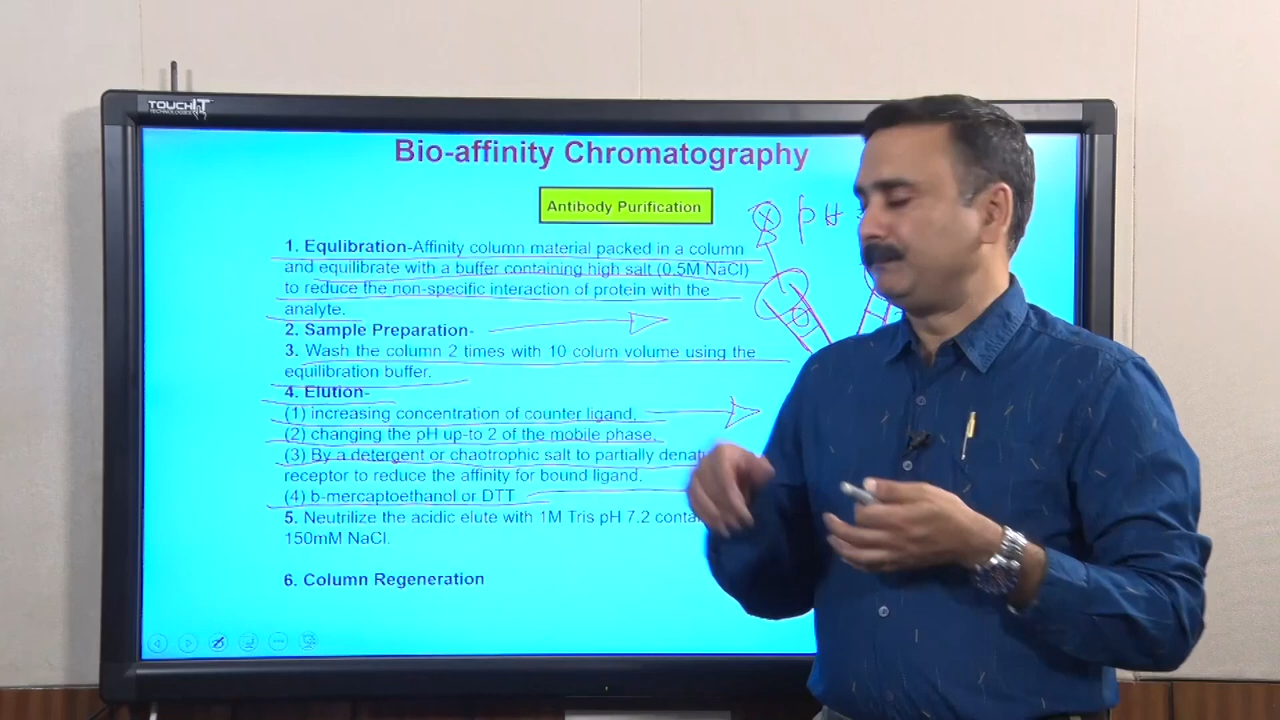 TOUCHIT
TECHNOLOGIES
Bio-affinity Chromatography
Antibody Purification
pH
1. Equlibration-Affinity column material packed in a column
and equilibrate with a buffer containing high salt (0.5M NaCl)
to reduce the non-specific interaction of protein with the
analyte.
2. Sample Preparation-
3. Wash the column 2 times with 10 colum volume using the
equilibration buffer.
4. Elution-
(1) increasing concentration of counter ligand,
(2) changing the pH up-to 2 of the mobile phase,
(3) By a detergent or chaotrophic salt to partially
receptor to reduce the affinity for bound ligand.
(4) b-mercaptoethanol or DTT
5. Neutrilize the acidic elute with 1M Tris pH 7.2
150mM NaCl.
6. Column Regeneration